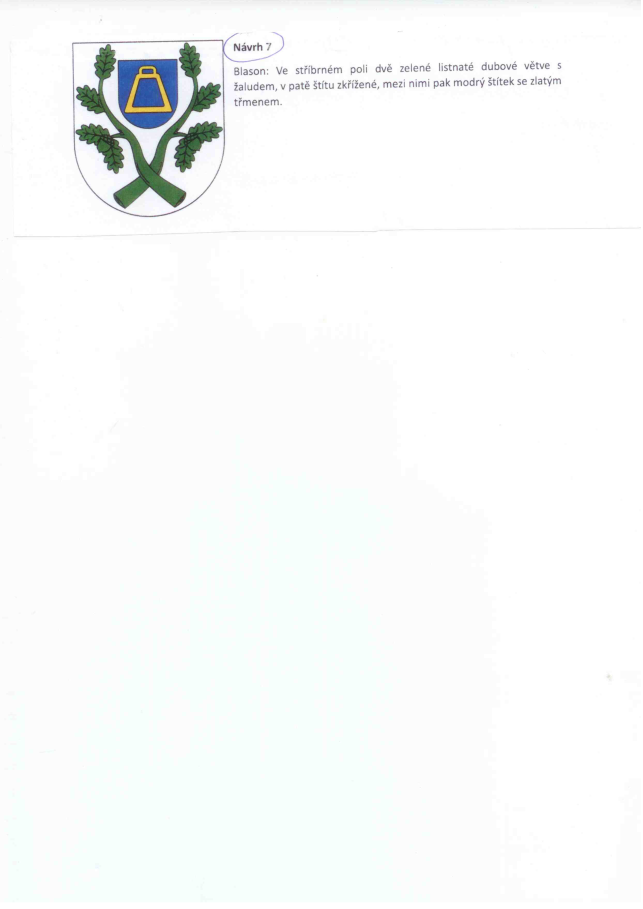 Návrh 7
Blason: Ve stříbrném poli dvě zelené listnaté dubové větve s
žaludem, v patě štítu zkřížené, mezi nimi pak modrý štítek se zlatým
třmenem.